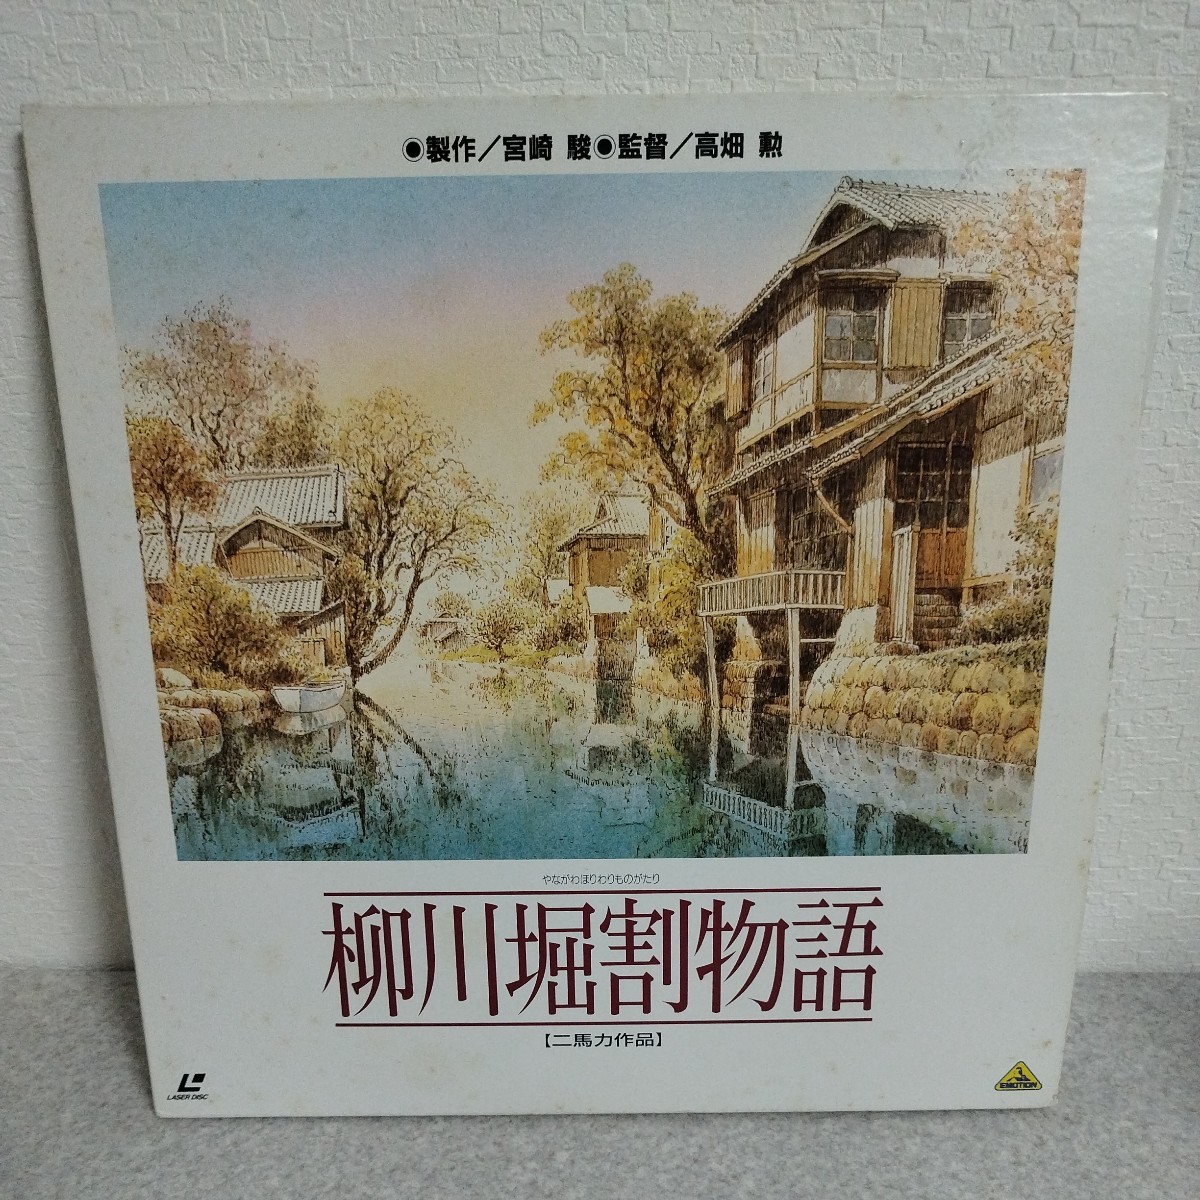 ◉製作／宮崎 駿◉監督／高畑 勲
やながわほりわりものがたり
柳川堀割物語
【二馬力作品】
LASER DISC
EMOTION